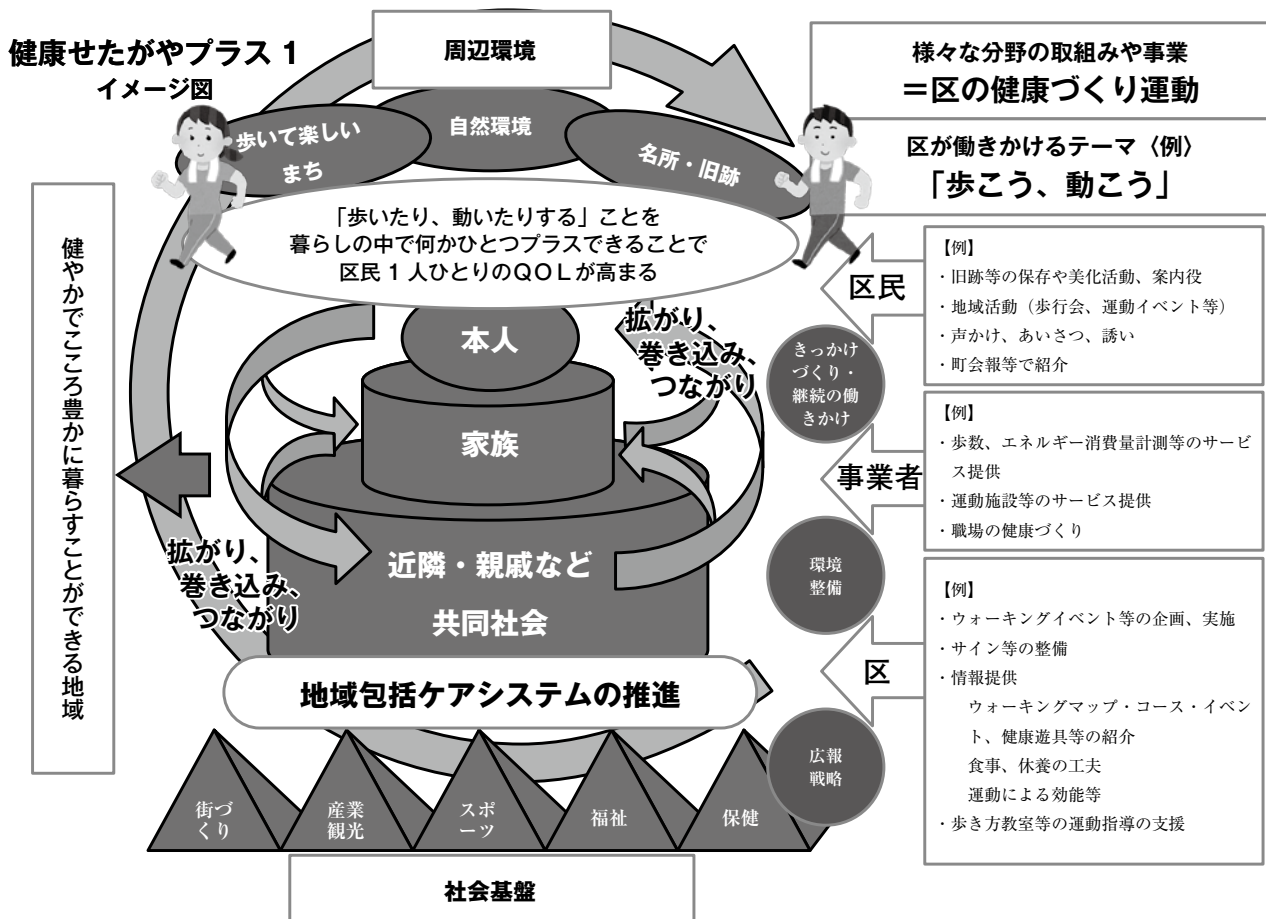 健康せたがやプラス 1
イメージ図
周辺環境
歩いて楽しい
まち
自然環境
名所・旧跡
「歩いたり、動いたりする」ことを
暮らしの中で何かひとつプラスできることで
区民 1 人ひとりのＱＯＬが高まる
本人
家族
近隣・親戚など
共同社会
拡がり、
巻き込み、
つながり
拡がり、
巻き込み、
つながり
地域包括ケアシステムの推進
街づ
くり
産業
観光
スポ
ーツ
福祉
保健
社会基盤
健やかでこころ豊かに暮らすことができる地域
様々な分野の取組みや事業
＝区の健康づくり運動
区が働きかけるテーマ〈例〉
「歩こう、動こう」
区民
【例】
・旧跡等の保存や美化活動、案内役
・地域活動（歩行会、運動イベント等）
・声かけ、あいさつ、誘い
・町会報等で紹介
きっかけ
づくり・
継続の働
きかけ
事業者
【例】
・歩数、エネルギー消費量計測等のサービ
ス提供
・運動施設等のサービス提供
・職場の健康づくり
環境
整備
区
【例】
・ウォーキングイベント等の企画、実施
・サイン等の整備
・情報提供
ウォーキングマップ・コース・イベン
ト、健康遊具等の紹介
食事、休養の工夫
運動による効能等
・歩き方教室等の運動指導の支援
広報
戦略